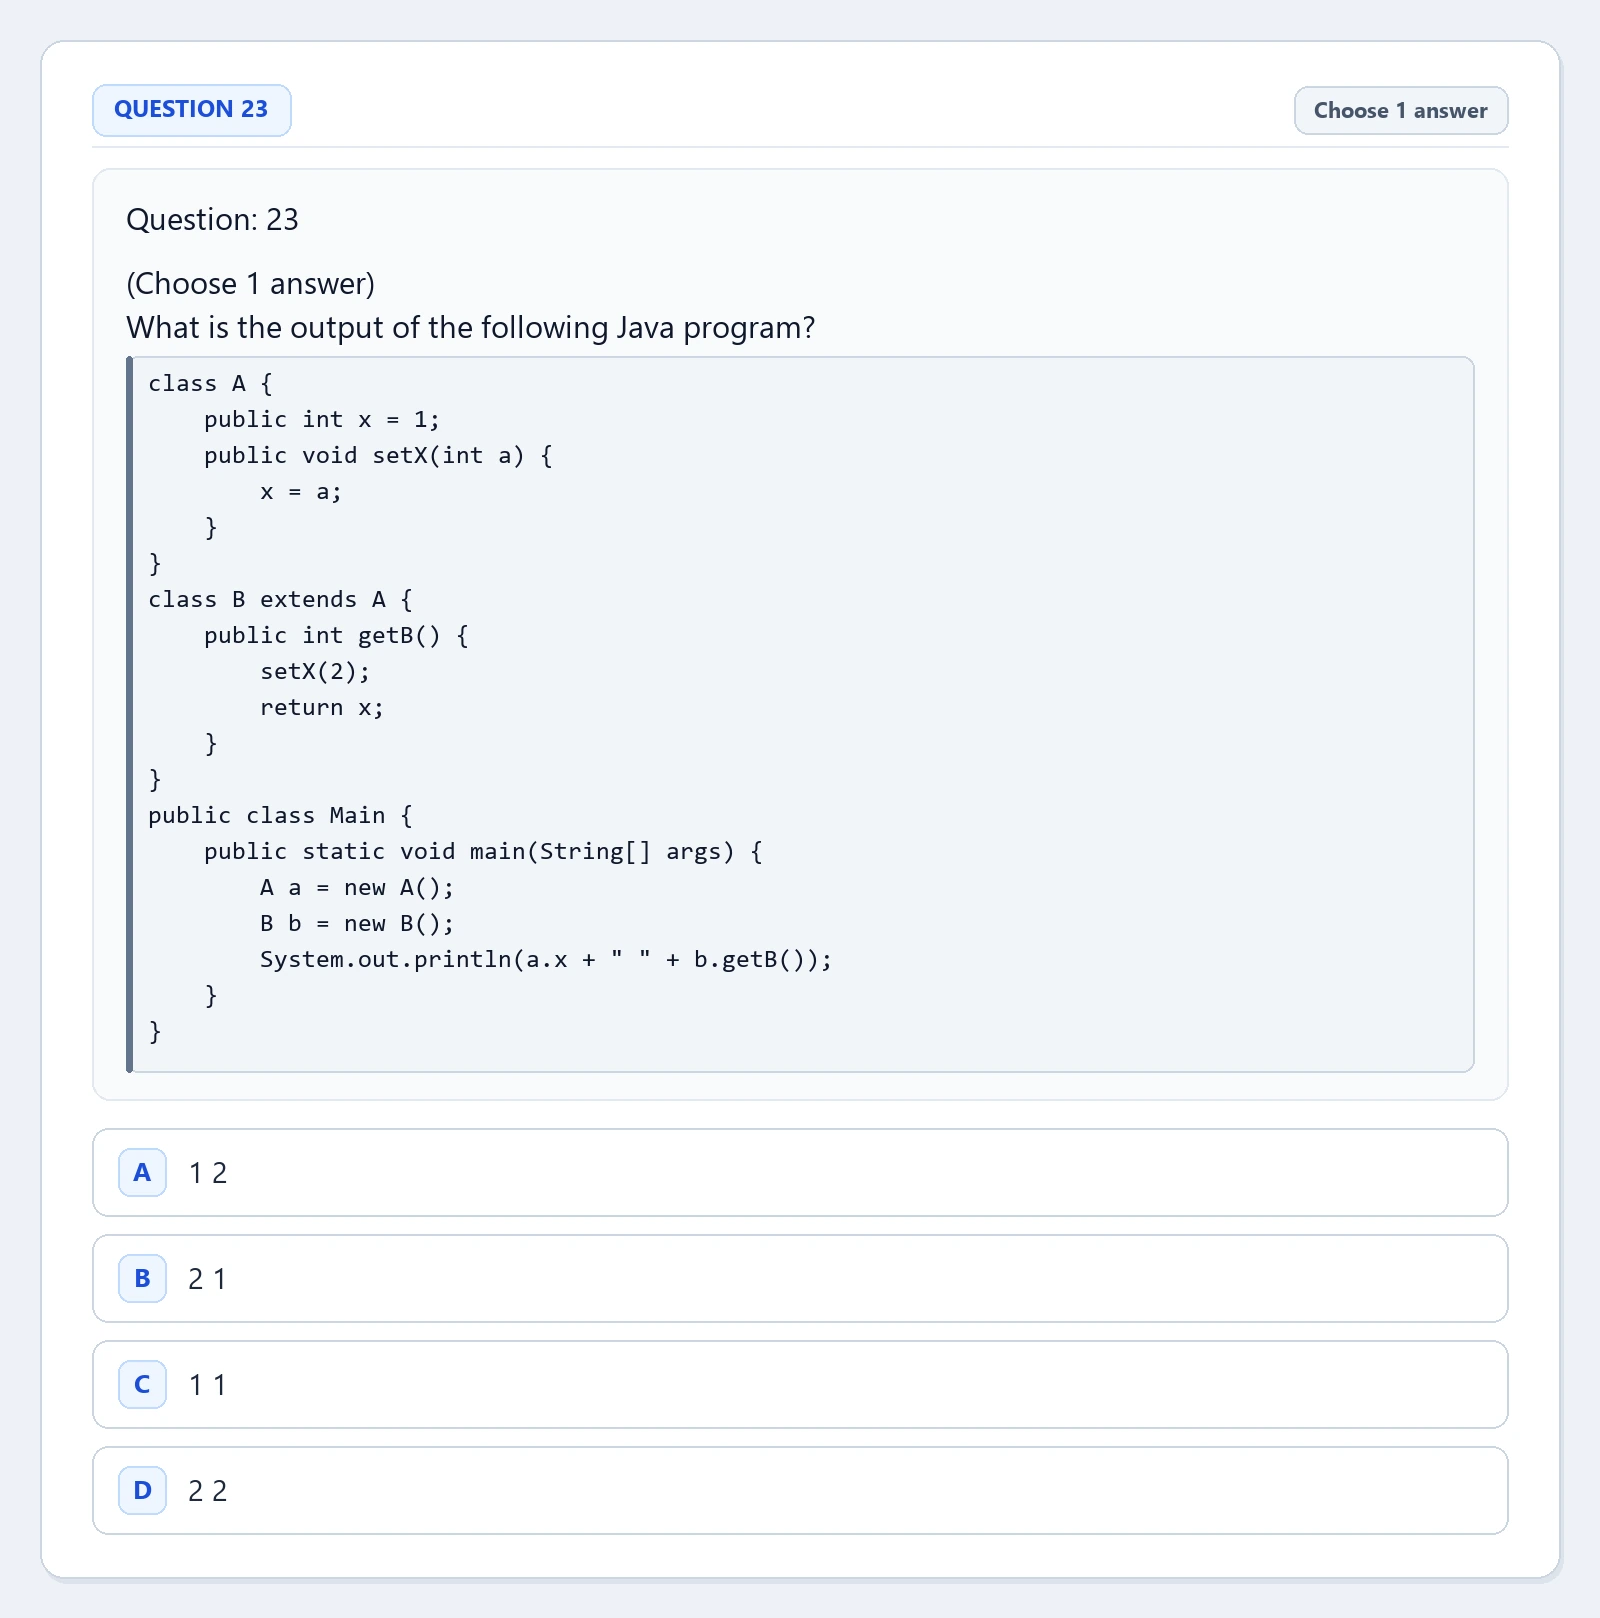 QUESTION 23
Choose 1 answer
Question: 23
(Choose 1 answer)
What is the output of the following Java program?
class A {
    public int x = 1;
    public void setX(int a) {
        x = a;
    }
}
class B extends A {
    public int getB() {
        setX(2);
        return x;
    }
}
public class Main {
    public static void main(String[] args) {
        A a = new A();
        B b = new B();
        System.out.println(a.x + " " + b.getB());
    }
}
A 1 2
B 2 1
C 1 1
D 2 2